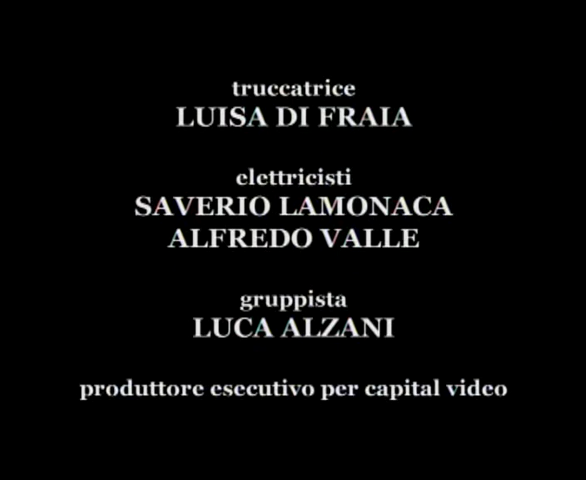 truccatrice
LUISA DI FRAIA
elettricisti
SAVERIO LAMONACA
ALFREDO VALLE
gruppista
LUCA ALZANI
produttore esecutivo per capital video